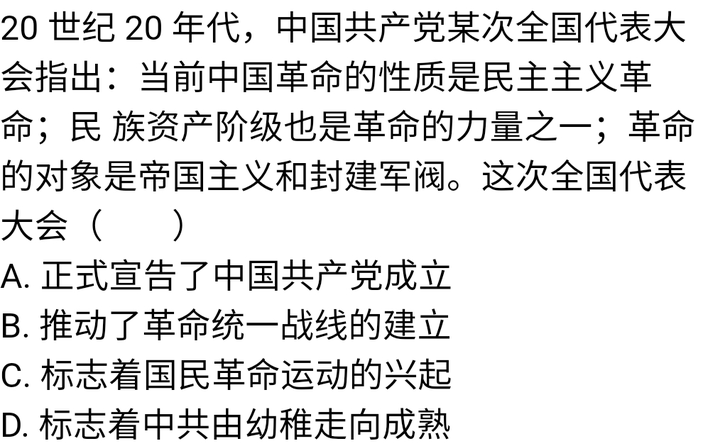 20 世纪 20 年代，中国共产党某次全国代表大
会指出：当前中国革命的性质是民主主义革
命；民 族资产阶级也是革命的力量之一；革命
的对象是帝国主义和封建军阀。这次全国代表
大会（　　）
A. 正式宣告了中国共产党成立
B. 推动了革命统一战线的建立
C. 标志着国民革命运动的兴起
D. 标志着中共由幼稚走向成熟